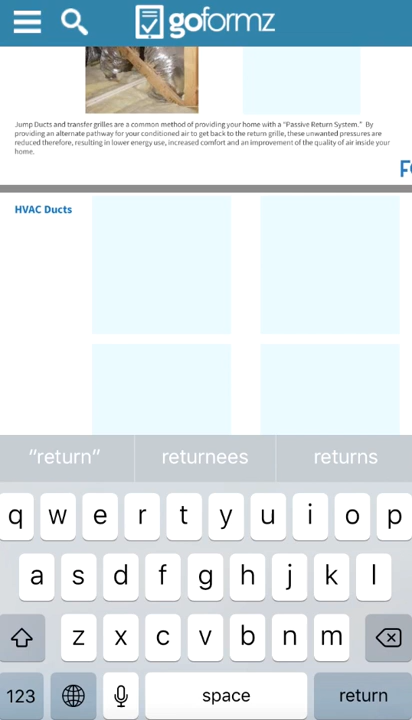 goformz
Jump Ducts and transfer grilles are a common method of providing your home with a “Passive Return System.” By
providing an alternate pathway for your conditioned air to get back to the return grille, these unwanted pressures are
reduced therefore, resulting in lower energy use, increased comfort and an improvement of the quality of air inside your
home.
HVAC Ducts
“return” returnees returns
q w e r t y u i o p
a s d f g h j k l
z x c v b n m
123 space return